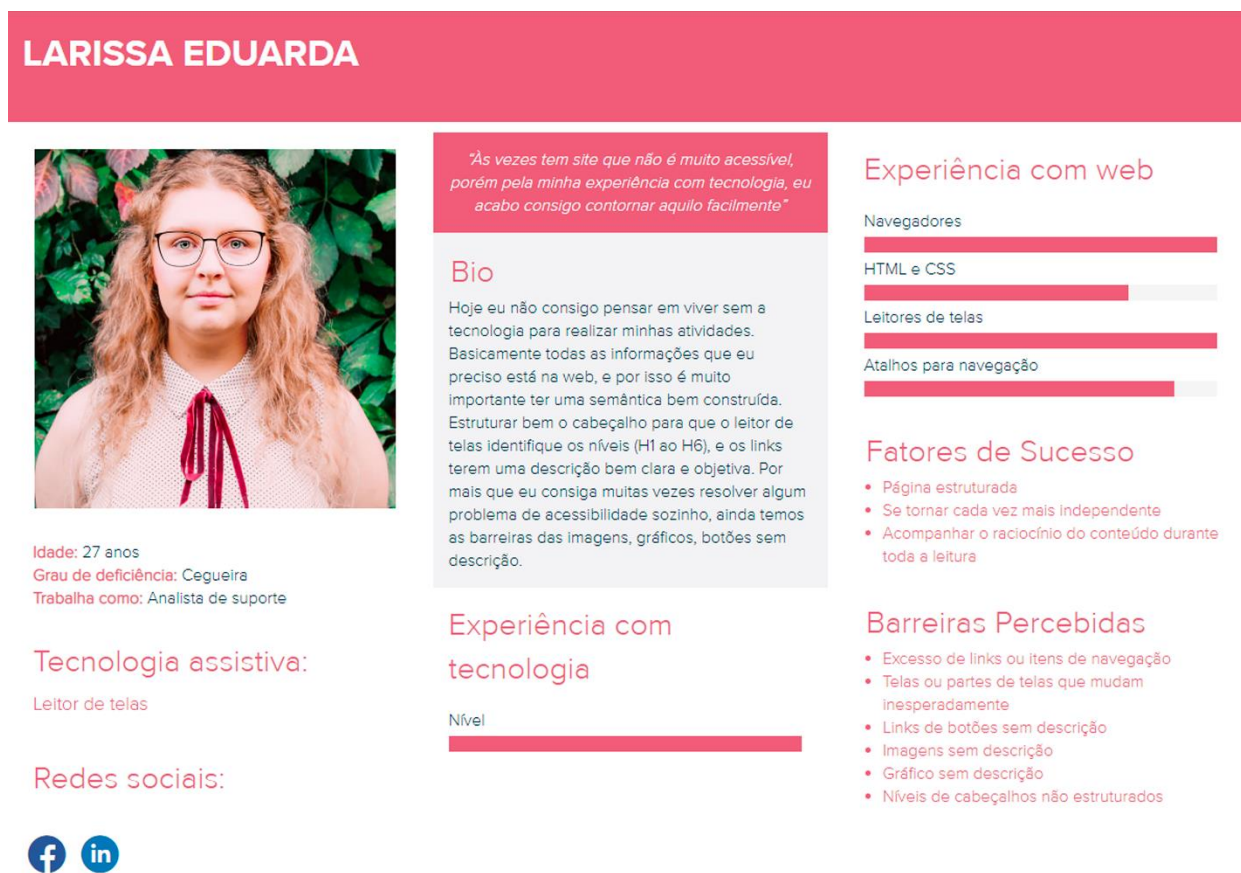 LARISSA EDUARDA
Idade: 27 anos
Grau de deficiência: Cegueira
Trabalha como: Analista de suporte
Tecnologia assistiva:
Leitor de telas
Redes sociais:
f
in
“Às vezes tem site que não é muito acessível,
porém pela minha experiência com tecnologia, eu
acabo consigo contornar aquilo facilmente”
Bio
Hoje eu não consigo pensar em viver sem a
tecnologia para realizar minhas atividades.
Basicamente todas as informações que eu
preciso está na web, e por isso é muito
importante ter uma semântica bem construída.
Estruturar bem o cabeçalho para que o leitor de
telas identifique os níveis (H1 ao H6), e os links
terem uma descrição bem clara e objetiva. Por
mais que eu consiga muitas vezes resolver algum
problema de acessibilidade sozinho, ainda temos
as barreiras das imagens, gráficos, botões sem
descrição.
Experiência com
tecnologia
Nível
Experiência com web
Navegadores
HTML e CSS
Leitores de telas
Atalhos para navegação
Fatores de Sucesso
• Página estruturada
• Se tornar cada vez mais independente
• Acompanhar o raciocínio do conteúdo durante
toda a leitura
Barreiras Percebidas
• Excesso de links ou itens de navegação
• Telas ou partes de telas que mudam
inesperadamente
• Links de botões sem descrição
• Imagens sem descrição
• Gráfico sem descrição
• Níveis de cabeçalhos não estruturados